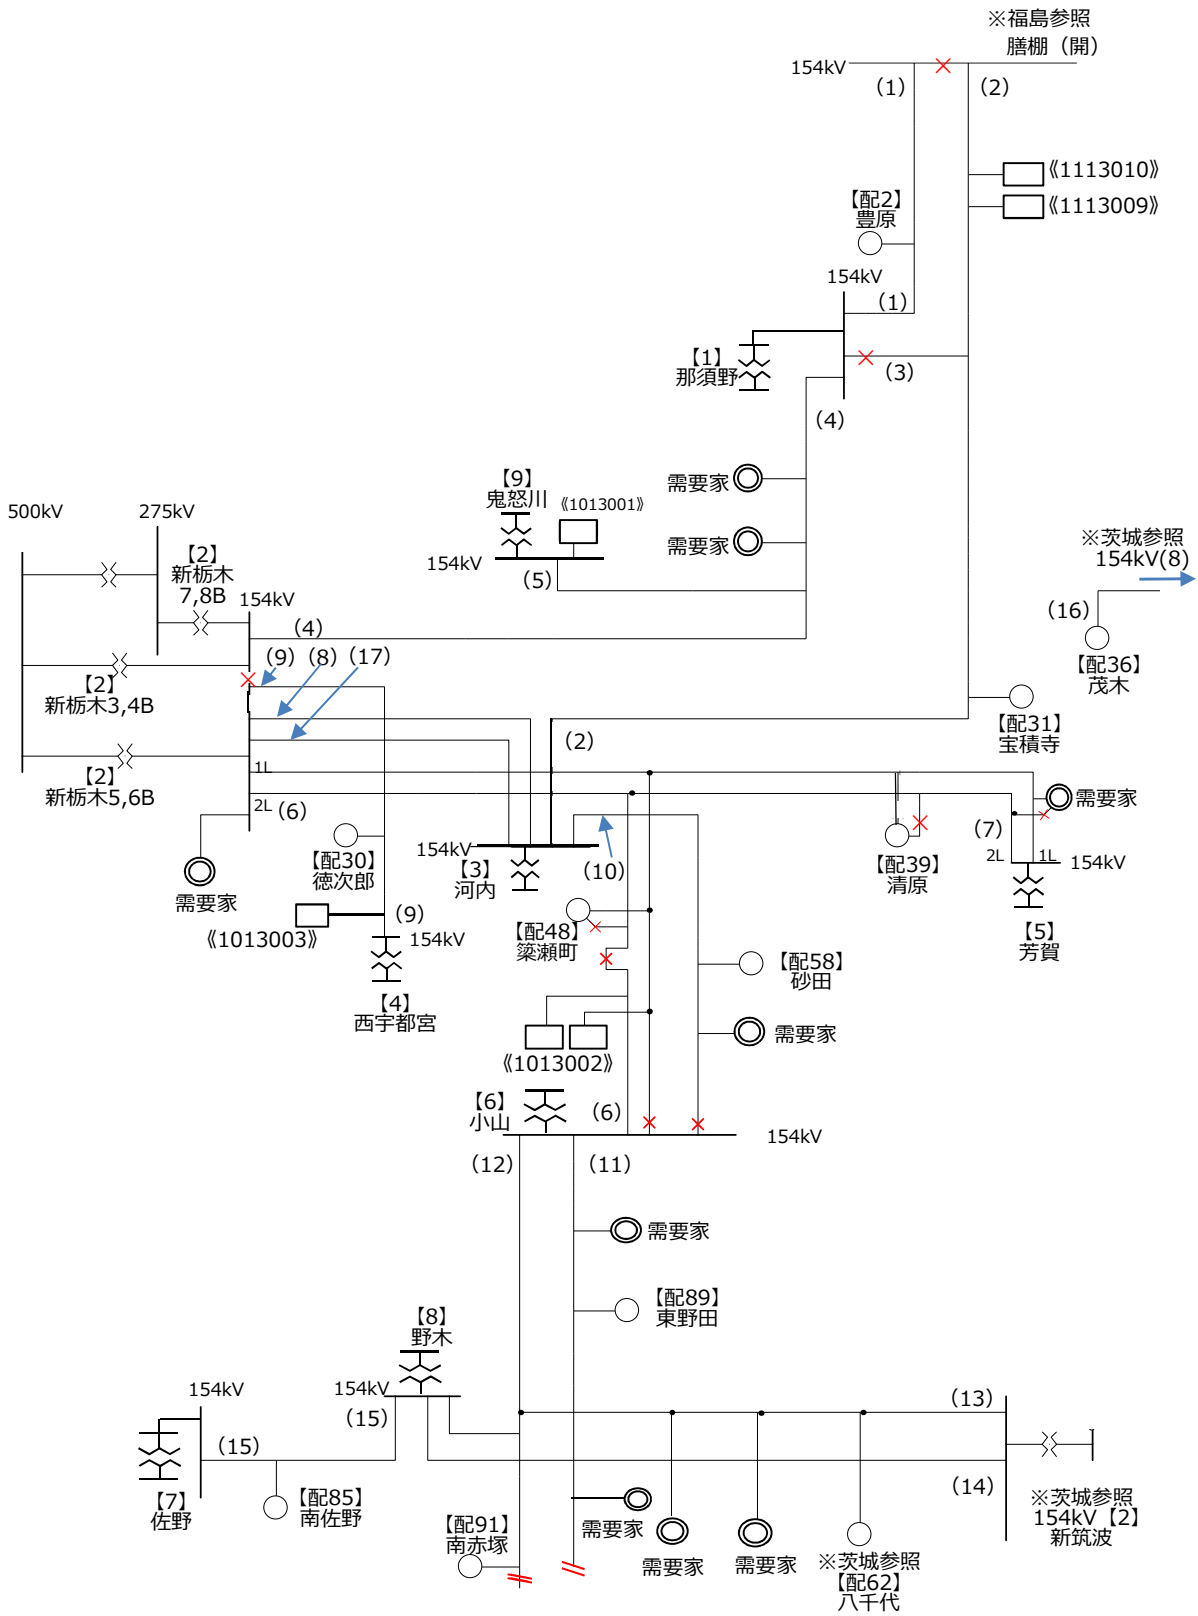 ※福島参照
膳棚（開）
154kV
(1)
(2)
《1113010》
《1113009》
【配2】
豊原
154kV
(1)
【1】
那須野
(3)
(4)
需要家
【9】
鬼怒川
《1013001》
需要家
154kV
(5)
500kV
275kV
【2】
新栃木
7,8B
154kV
(4)
※茨城参照
154kV(8)
(16)
【配36】
茂木
(9)
(8)
(17)
【2】
新栃木3,4B
(2)
【配31】
宝積寺
【2】
新栃木5,6B
1L
2L
(6)
需要家
(7)
2L
1L
154kV
【配30】
徳次郎
154kV
【3】
河内
(10)
【配39】
清原
【5】
芳賀
需要家
《1013003》
(9)
154kV
【配48】
簗瀬町
【配58】
砂田
【4】
西宇都宮
需要家
《1013002》
【6】
小山
(6)
154kV
(12)
(11)
需要家
【配89】
東野田
【8】
野木
154kV
154kV
(15)
(13)
(15)
(14)
【7】
佐野
【配85】
南佐野
【配91】
南赤塚
需要家
需要家
需要家
※茨城参照
【配62】
八千代
※茨城参照
154kV【2】
新筑波